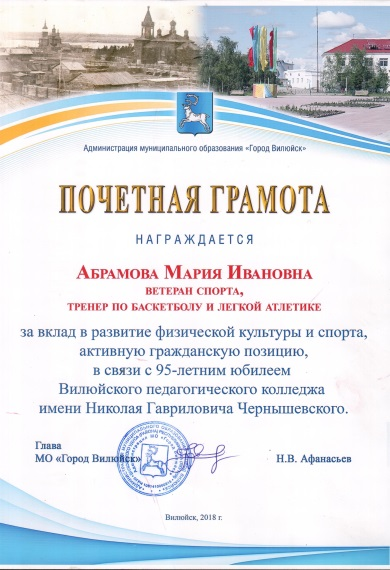 Администрация муниципального образования «Город Вилюйск»
ПОЧЕТНАЯ ГРАМОТА
НАГРАЖДАЕТСЯ
АБРАМОВА МАРИЯ ИВАНОВНА
ВЕТЕРАН СПОРТА,
ТРЕНЕР ПО БАСКЕТБОЛУ И ЛЕГКОЙ АТЛЕТИКЕ
за вклад в развитие физической культуры и спорта,
активную гражданскую позицию,
в связи с 95-летним юбилеем
Вилюйского педагогического колледжа
имени Николая Гавриловича Чернышевского.
Глава
МО «Город Вилюйск»
Н.В. Афанасьев
Вилюйск, 2018 г.